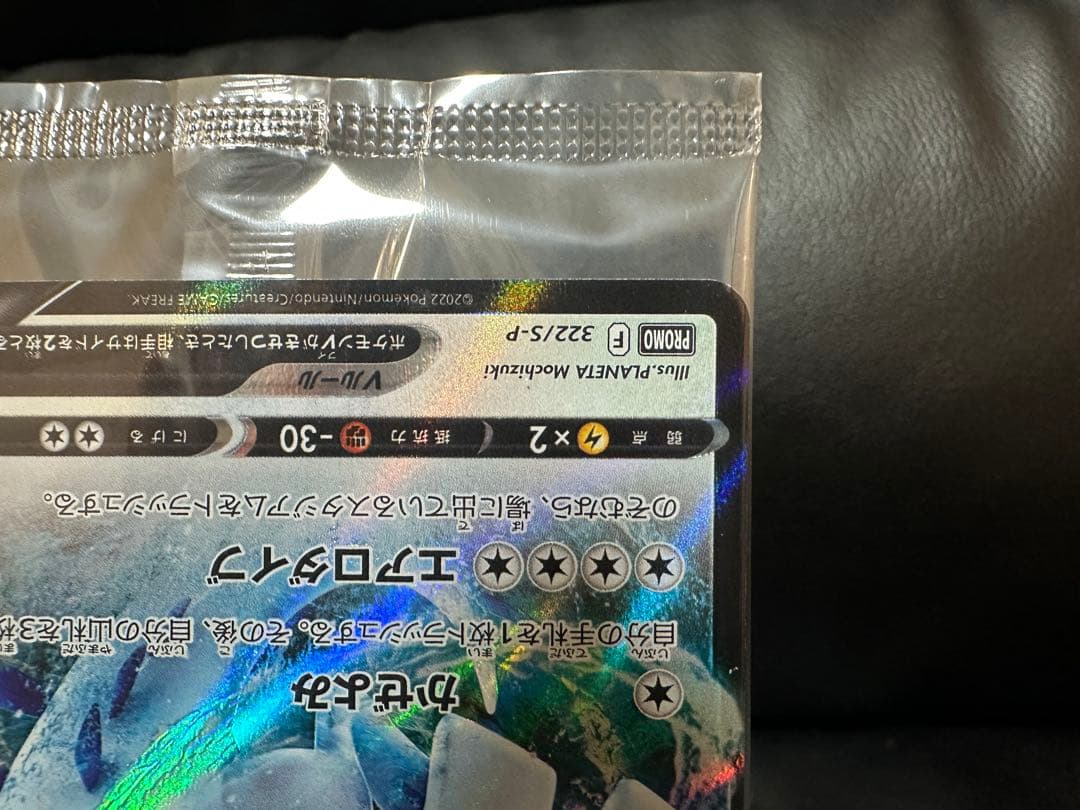 かぜよみ
自分の手札を1枚トラッシュする。その後、自分の山札を3枚
エアロダイブ
のぞむなら、場に出ているスタジアムをトラッシュする。
弱点 ×2 抵抗力 -30 にげる
Illus.PLANETA Mochizuki Vルール
PROMO F 322/S-P ポケモンVがきぜつしたとき、相手はサイドを2枚とる
©2022 Pokémon/Nintendo/Creatures/GAME FREAK.